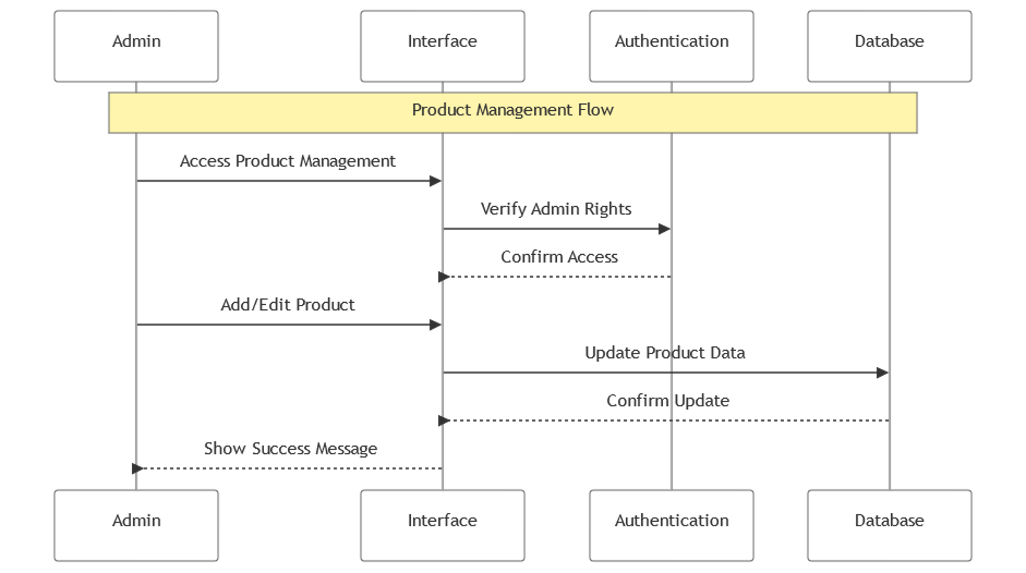 Admin
Interface
Authentication
Database
Product Management Flow
Access Product Management
Verify Admin Rights
Confirm Access
Add/Edit Product
Update Product Data
Confirm Update
Show Success Message
Admin
Interface
Authentication
Database